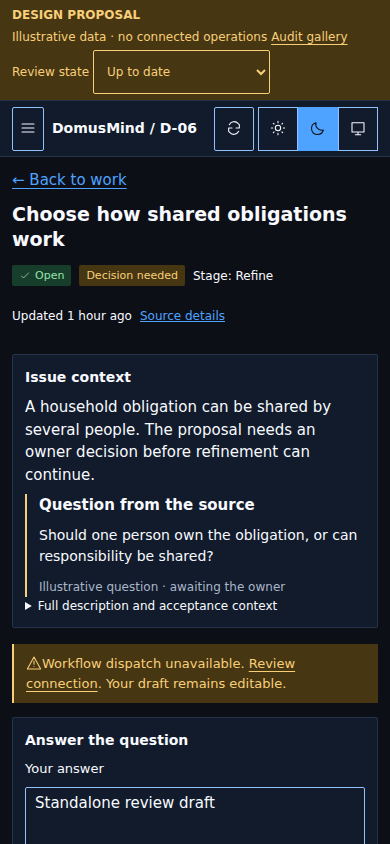 DESIGN PROPOSAL
Illustrative data · no connected operations Audit gallery
Review state Up to date
DomusMind / D-06
← Back to work
Choose how shared obligations
work
Open Decision needed Stage: Refine
Updated 1 hour ago Source details
Issue context
A household obligation can be shared by
several people. The proposal needs an
owner decision before refinement can
continue.
Question from the source
Should one person own the obligation, or can
responsibility be shared?
Illustrative question · awaiting the owner
Full description and acceptance context
Workflow dispatch unavailable. Review
connection. Your draft remains editable.
Answer the question
Your answer
Standalone review draft